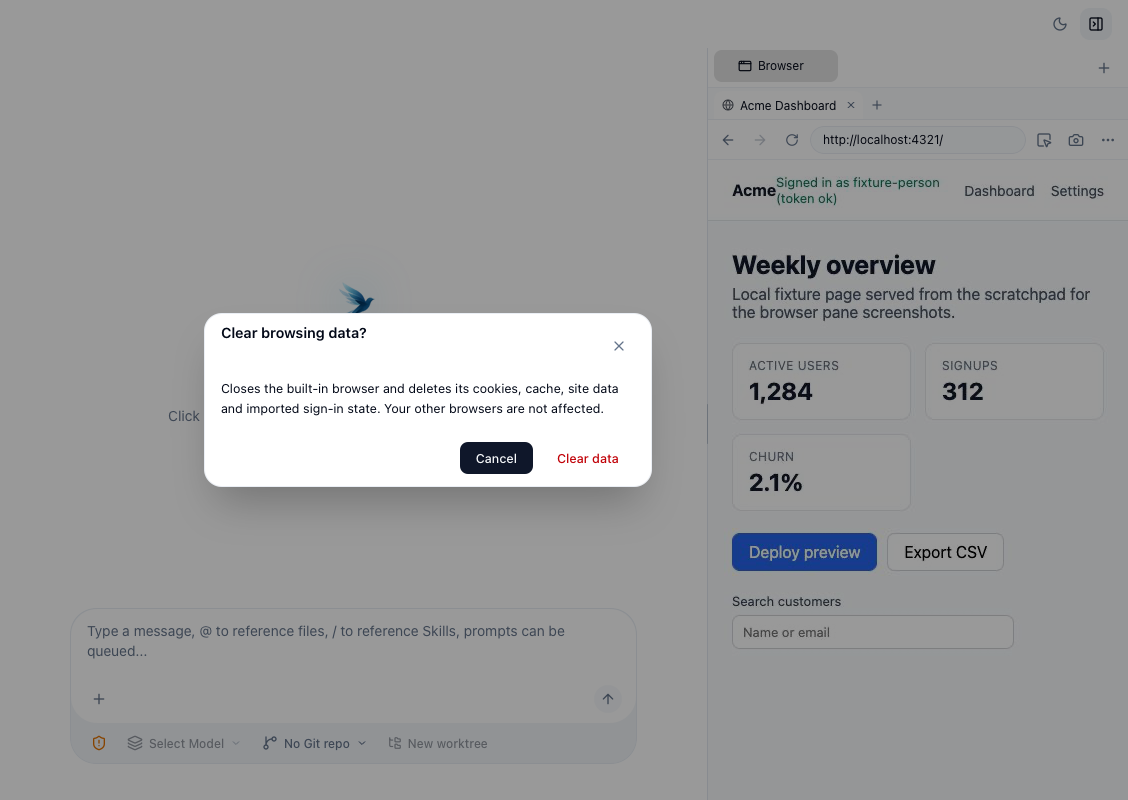 Browser
Acme Dashboard
http://localhost:4321/
Acme
Signed in as fixture-person
(token ok)
Dashboard
Settings
Weekly overview
Local fixture page served from the scratchpad for
the browser pane screenshots.
ACTIVE USERS
1,284
SIGNUPS
312
CHURN
2.1%
Deploy preview
Export CSV
Search customers
Name or email
Click
Clear browsing data?
Closes the built-in browser and deletes its cookies, cache, site data
and imported sign-in state. Your other browsers are not affected.
Cancel
Clear data
Type a message, @ to reference files, / to reference Skills, prompts can be
queued...
Select Model
No Git repo
New worktree